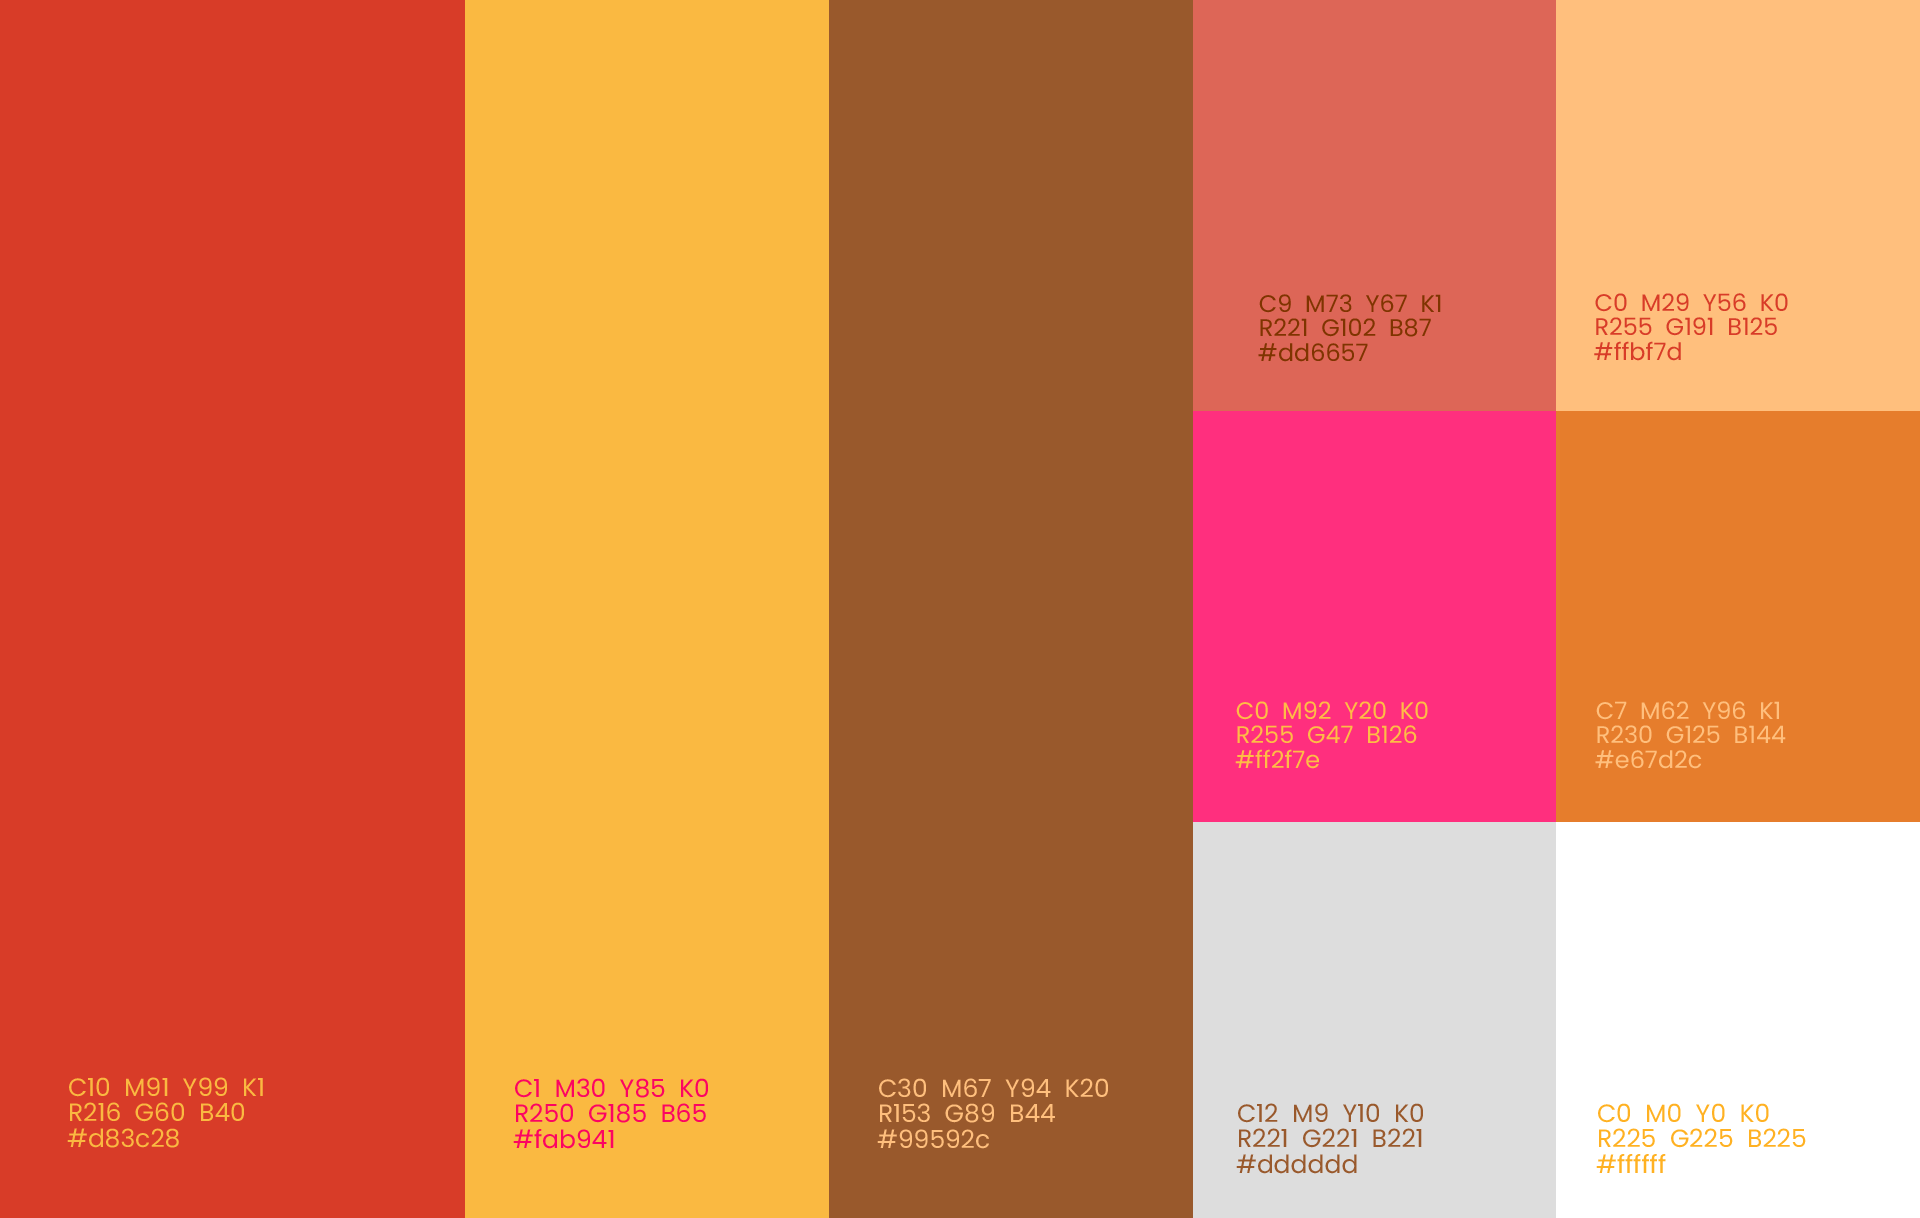 C10 M91 Y99 K1
R216 G60 B40
#d83c28
C1 M30 Y85 K0
R250 G185 B65
#fab941
C30 M67 Y94 K20
R153 G89 B44
#99592c
C9 M73 Y67 K1
R221 G102 B87
#dd6657
C0 M29 Y56 K0
R255 G191 B125
#ffbf7d
C0 M92 Y20 K0
R255 G47 B126
#ff2f7e
C7 M62 Y96 K1
R230 G125 B144
#e67d2c
C12 M9 Y10 K0
R221 G221 B221
#dddddd
C0 M0 Y0 K0
R225 G225 B225
#ffffff